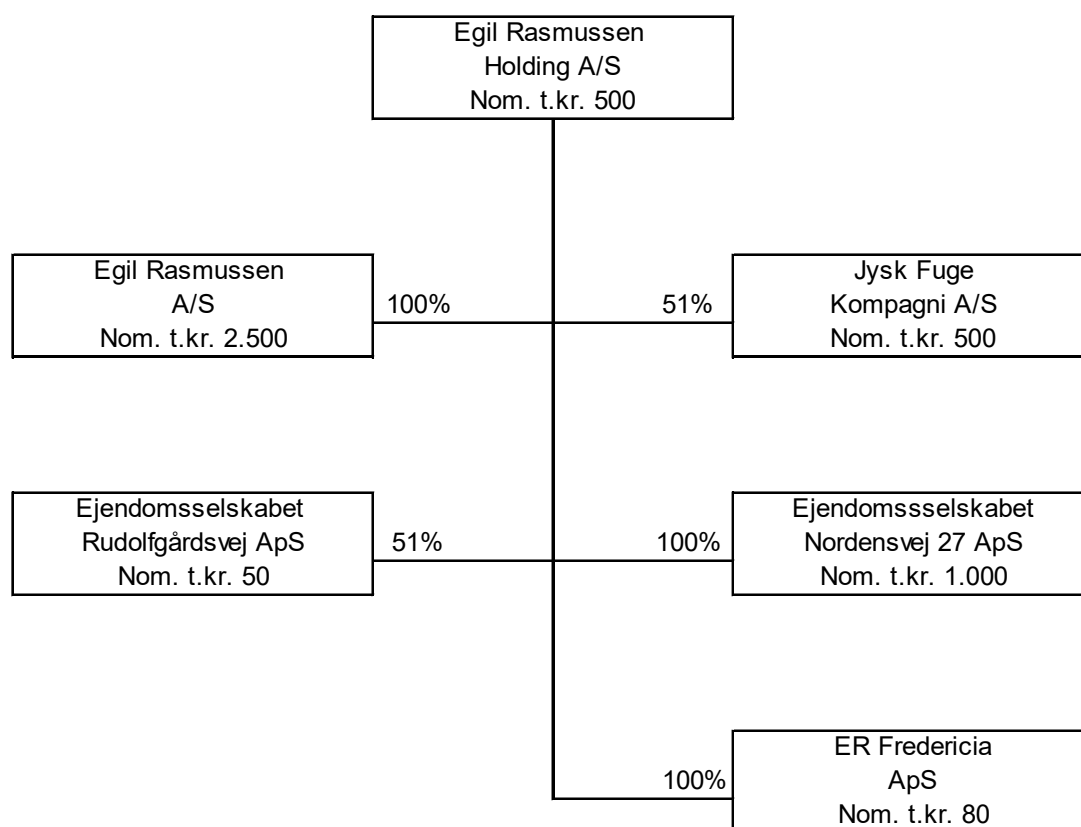 Egil Rasmussen
Holding A/S
Nom. t.kr. 500
Egil Rasmussen
A/S
Nom. t.kr. 2.500
100%
51%
Jysk Fuge
Kompagni A/S
Nom. t.kr. 500
Ejendomsselskabet
Rudolfgårdsvej ApS
Nom. t.kr. 50
51%
100%
Ejendomssselskabet
Nordensvej 27 ApS
Nom. t.kr. 1.000
100%
ER Fredericia
ApS
Nom. t.kr. 80